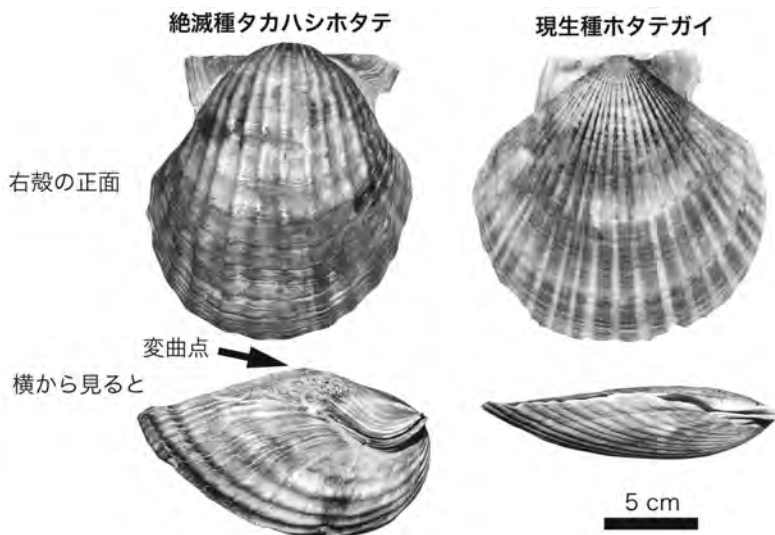 絶滅種タカハシホタテ
現生種ホタテガイ
右殻の正面
変曲点
横から見ると
5 cm